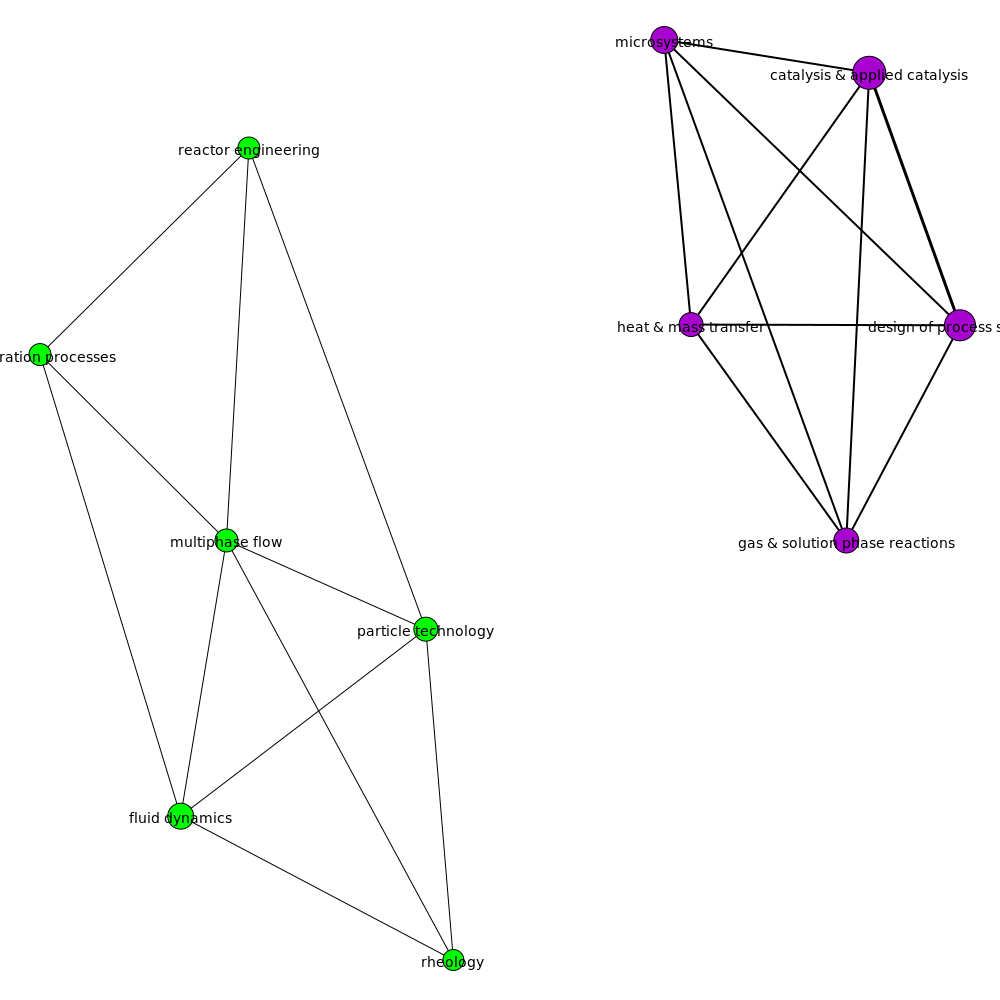 microsystems
catalysis & applied catalysis
reactor engineering
heat & mass transfer
design of process s
ration processes
multiphase flow
gas & solution phase reactions
particle technology
fluid dynamics
rheology